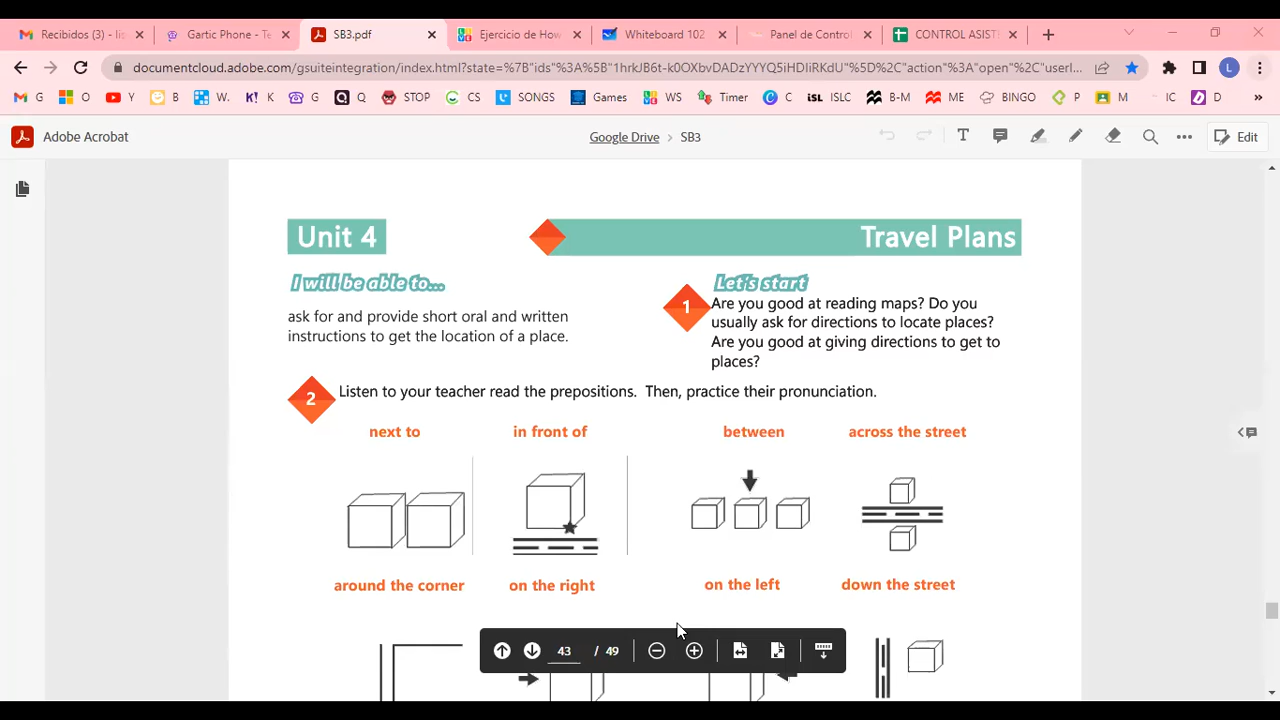 Recibidos (3) - lis
Gartic Phone - Te
SB3.pdf
Ejercicio de How
Whiteboard 102
Panel de Control
CONTROL ASIST
documentcloud.adobe.com/gsuiteintegration/index.html?state=%7B"ids"%3A%5B"1hrkJB6t-k0OXbvDADzYYYQ5iHDIiRKdU"%5D%2C"action"%3A"open"%2C"userI...
L
G O Y B W. K! G Q STOP CS SONGS Games WS Timer C ISLC B-M ME BINGO P M IC D »
Adobe Acrobat
Google Drive > SB3
Edit
Unit 4
Travel Plans
I will be able to...
ask for and provide short oral and written
instructions to get the location of a place.
Let's start
1
Are you good at reading maps? Do you
usually ask for directions to locate places?
Are you good at giving directions to get to
places?
2
Listen to your teacher read the prepositions. Then, practice their pronunciation.
next to
in front of
between
across the street
around the corner
on the right
on the left
down the street
43 / 49